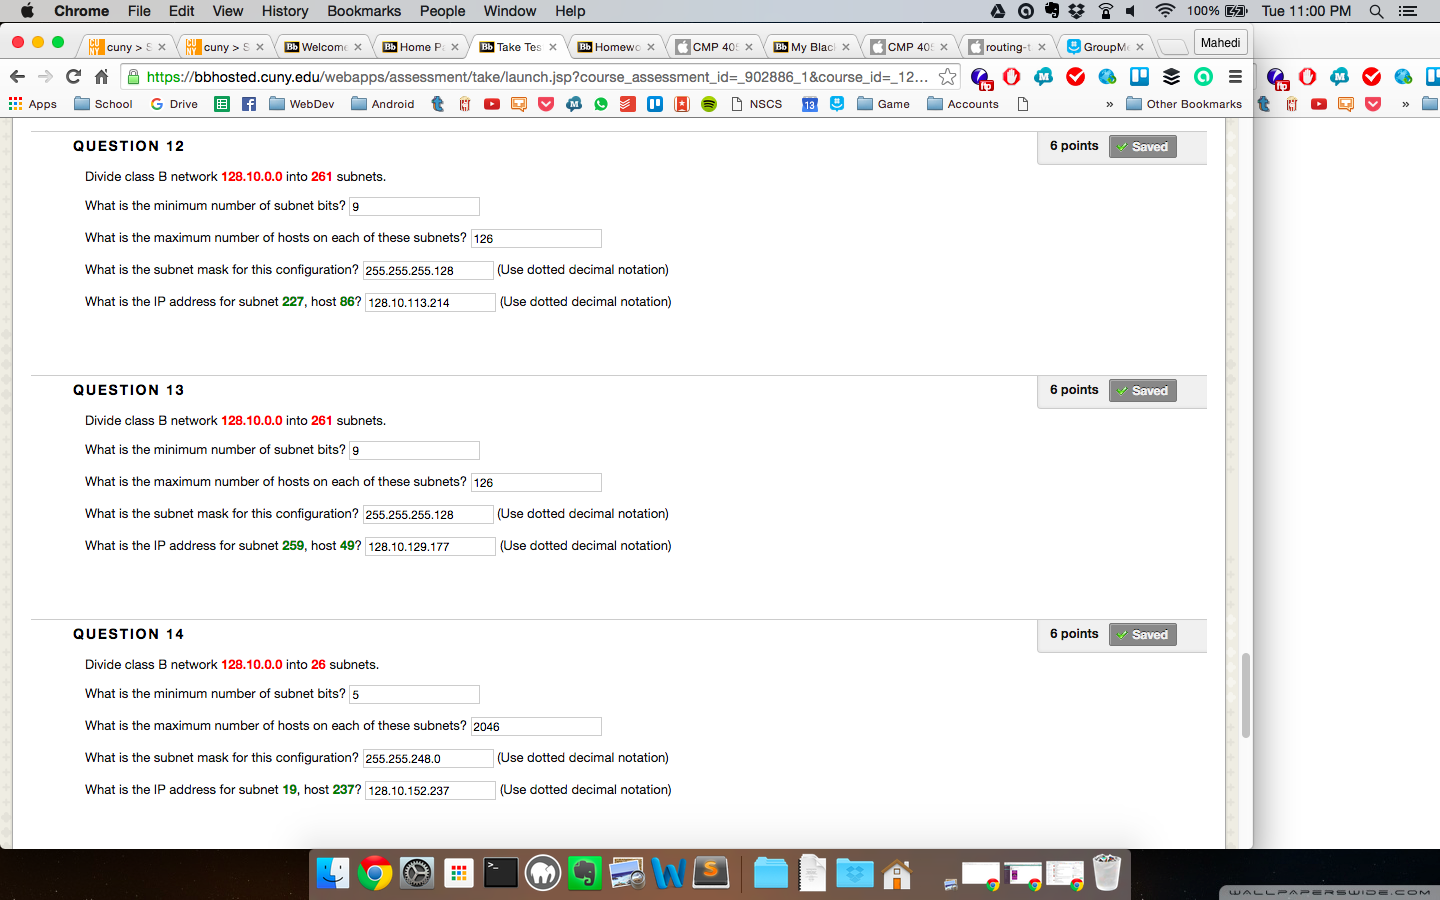 Chrome File Edit View History Bookmarks People Window Help 100% Tue 11:00 PM
cuny > S cuny > S Welcome Home P Take Tes Homewo CMP 405 My Blac CMP 405 routing-t GroupMe Mahedi
https://bbhosted.cuny.edu/webapps/assessment/take/launch.jsp?course_assessment_id=_902886_1&course_id=_12...
Apps School Drive WebDev Android NSCS 13 Game Accounts » Other Bookmarks »
QUESTION 12
6 points Saved
Divide class B network 128.10.0.0 into 261 subnets.
What is the minimum number of subnet bits? 9
What is the maximum number of hosts on each of these subnets? 126
What is the subnet mask for this configuration? 255.255.255.128 (Use dotted decimal notation)
What is the IP address for subnet 227, host 86? 128.10.113.214 (Use dotted decimal notation)
QUESTION 13
6 points Saved
Divide class B network 128.10.0.0 into 261 subnets.
What is the minimum number of subnet bits? 9
What is the maximum number of hosts on each of these subnets? 126
What is the subnet mask for this configuration? 255.255.255.128 (Use dotted decimal notation)
What is the IP address for subnet 259, host 49? 128.10.129.177 (Use dotted decimal notation)
QUESTION 14
6 points Saved
Divide class B network 128.10.0.0 into 26 subnets.
What is the minimum number of subnet bits? 5
What is the maximum number of hosts on each of these subnets? 2046
What is the subnet mask for this configuration? 255.255.248.0 (Use dotted decimal notation)
What is the IP address for subnet 19, host 237? 128.10.152.237 (Use dotted decimal notation)
WALLPAPERSWIDE.COM